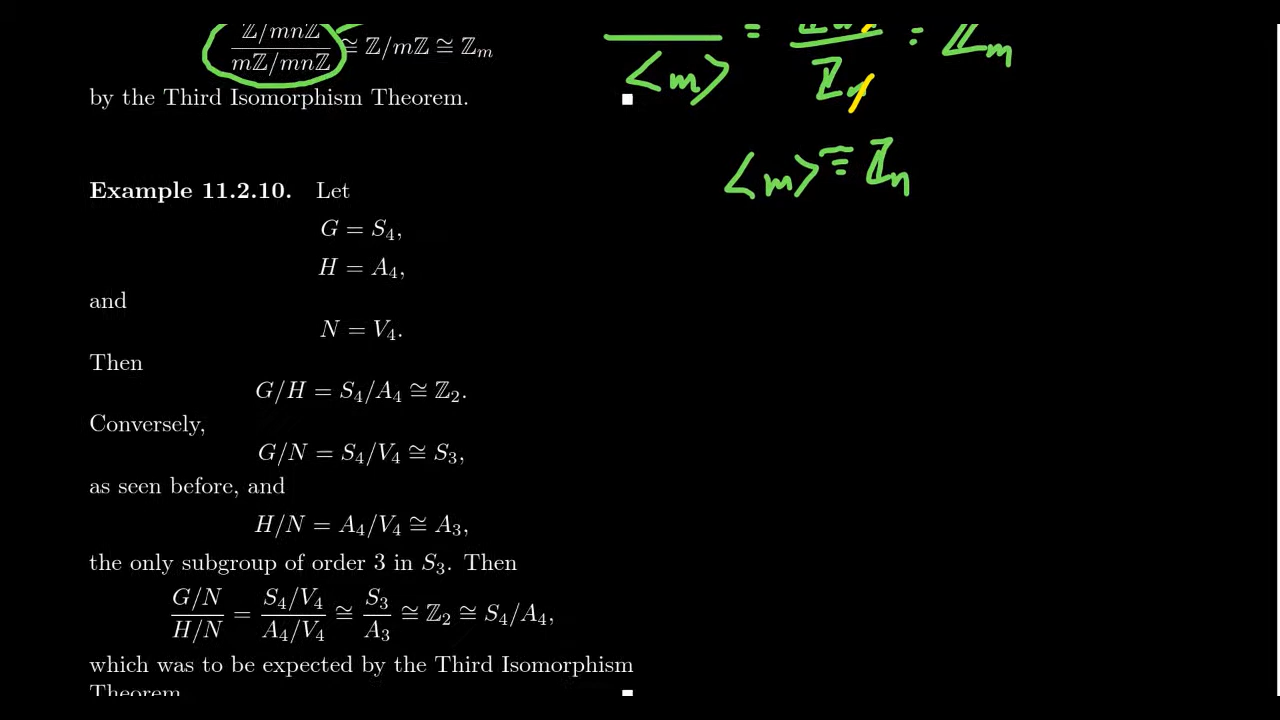 Z/mnZ
mZ/mnZ ≅ Z/mZ ≅ Z_m
by the Third Isomorphism Theorem.
Example 11.2.10. Let
G = S_4,
H = A_4,
and
N = V_4.
Then
G/H = S_4/A_4 ≅ Z_2.
Conversely,
G/N = S_4/V_4 ≅ S_3,
as seen before, and
H/N = A_4/V_4 ≅ A_3,
the only subgroup of order 3 in S_3. Then
G/N / H/N = S_4/V_4 / A_4/V_4 ≅ S_3 / A_3 ≅ Z_2 ≅ S_4/A_4,
which was to be expected by the Third Isomorphism
Theorem
= Z_m
⟨m⟩ Z_n
⟨m⟩ ≅ Z_n